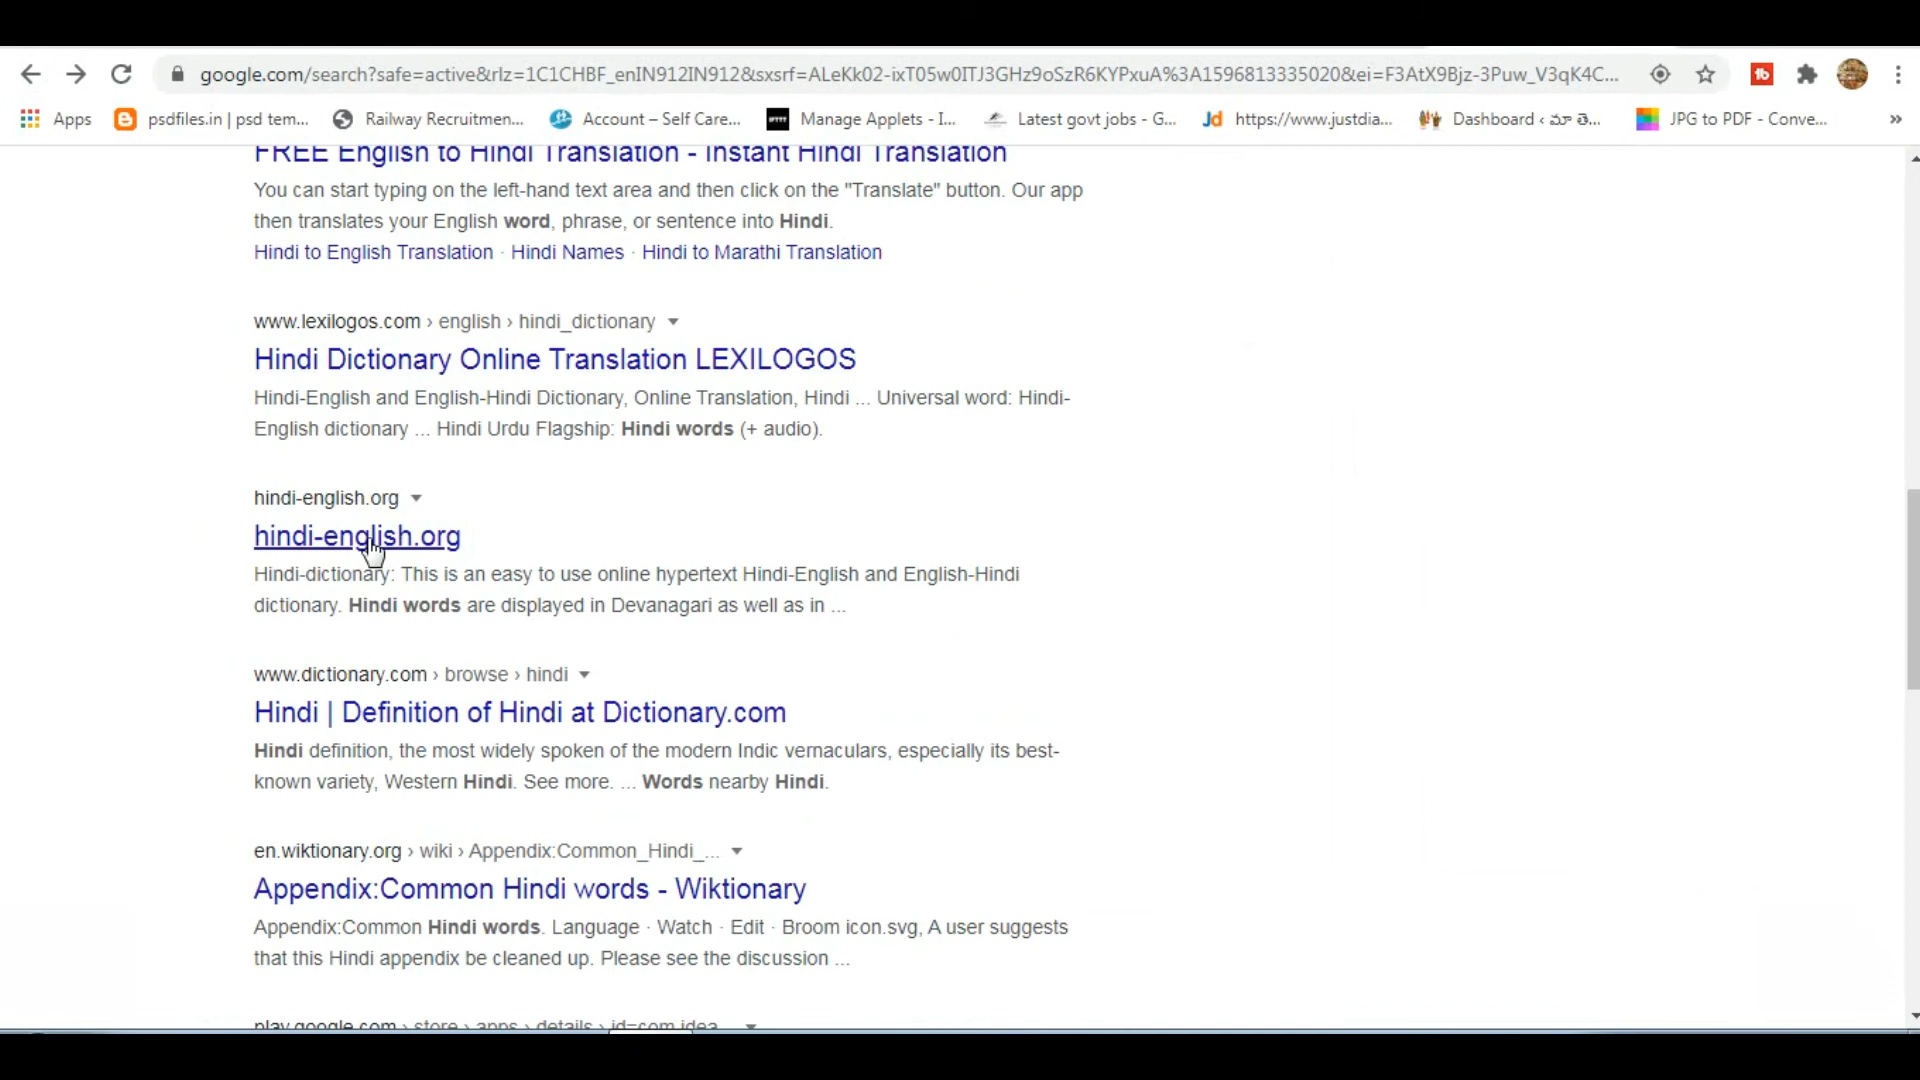 google.com/search?safe=active&rlz=1C1CHBF_enIN912IN912&sxsrf=ALeKk02-ixT05w0ITJ3GHz9oSzR6KYPxuA%3A1596813335020&ei=F3AtX9Bjz-3Puw_V3qK4C...
Apps psdfiles.in | psd tem... Railway Recruitmen... Account – Self Care... Manage Applets - I... Latest govt jobs - G... Jd https://www.justdia... Dashboard ‹ మా తె... JPG to PDF - Conve... »
FREE English to Hindi Translation - Instant Hindi Translation
You can start typing on the left-hand text area and then click on the "Translate" button. Our app
then translates your English word, phrase, or sentence into Hindi.
Hindi to English Translation · Hindi Names · Hindi to Marathi Translation
www.lexilogos.com › english › hindi_dictionary
Hindi Dictionary Online Translation LEXILOGOS
Hindi-English and English-Hindi Dictionary, Online Translation, Hindi ... Universal word: Hindi-
English dictionary ... Hindi Urdu Flagship: Hindi words (+ audio).
hindi-english.org
hindi-english.org
Hindi-dictionary: This is an easy to use online hypertext Hindi-English and English-Hindi
dictionary. Hindi words are displayed in Devanagari as well as in ...
www.dictionary.com › browse › hindi
Hindi | Definition of Hindi at Dictionary.com
Hindi definition, the most widely spoken of the modern Indic vernaculars, especially its best-
known variety, Western Hindi. See more. ... Words nearby Hindi.
en.wiktionary.org › wiki › Appendix:Common_Hindi_...
Appendix:Common Hindi words - Wiktionary
Appendix:Common Hindi words. Language · Watch · Edit · Broom icon.svg, A user suggests
that this Hindi appendix be cleaned up. Please see the discussion ...
play.google.com › store › apps › details › id=com.idea...